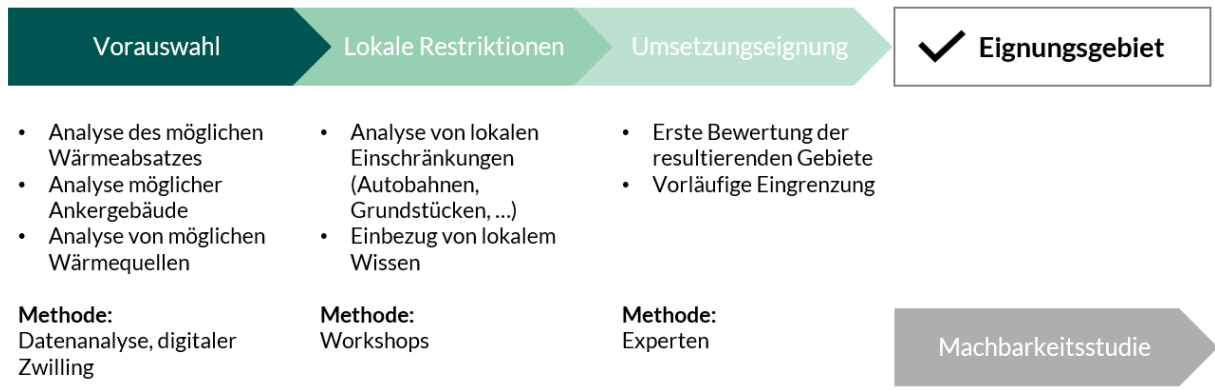 Vorauswahl
Lokale Restriktionen
Umsetzungseignung
Eignungsgebiet
• Analyse des möglichen
Wärmeabsatzes
• Analyse möglicher
Ankergebäude
• Analyse von möglichen
Wärmequellen
Methode:
Datenanalyse, digitaler
Zwilling
• Analyse von lokalen
Einschränkungen
(Autobahnen,
Grundstücken, ...)
• Einbezug von lokalem
Wissen
Methode:
Workshops
• Erste Bewertung der
resultierenden Gebiete
• Vorläufige Eingrenzung
Methode:
Experten
Machbarkeitsstudie